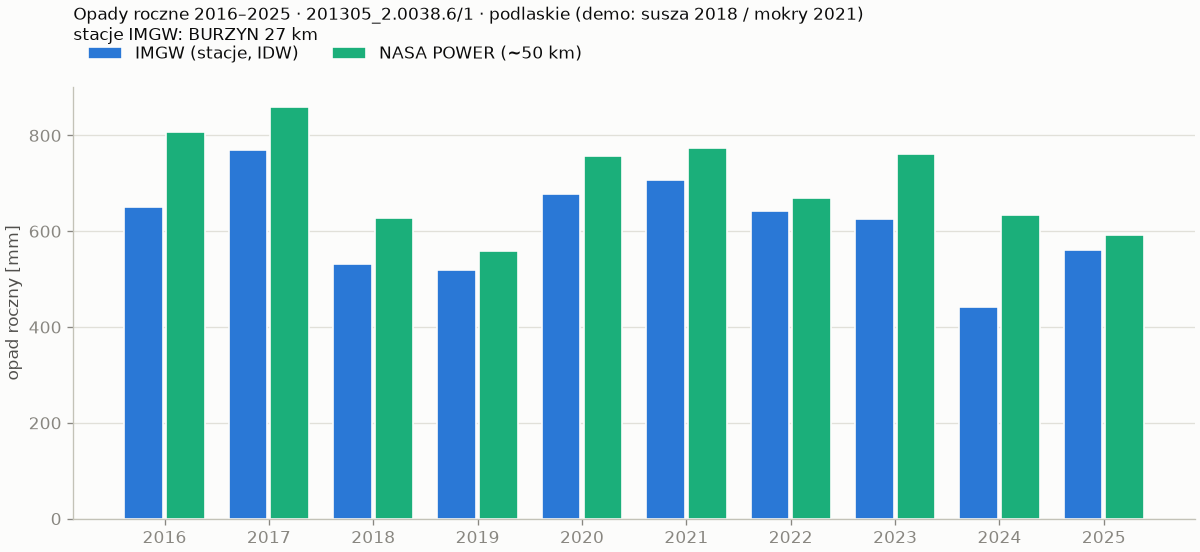 Opady roczne 2016–2025 · 201305_2.0038.6/1 · podlaskie (demo: susza 2018 / mokry 2021)
stacje IMGW: BURZYN 27 km
IMGW (stacje, IDW) NASA POWER (~50 km)
opad roczny [mm]
800
600
400
200
0
2016 2017 2018 2019 2020 2021 2022 2023 2024 2025